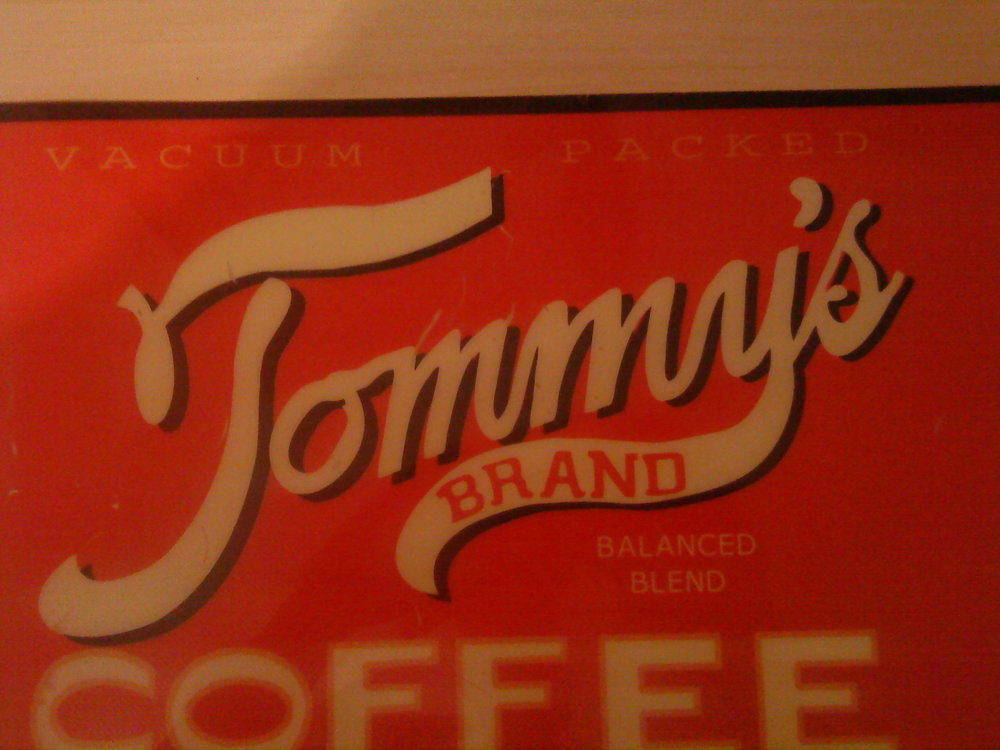 VACUUM PACKED
Tommy's
BRAND
BALANCED
BLEND
COFFEE